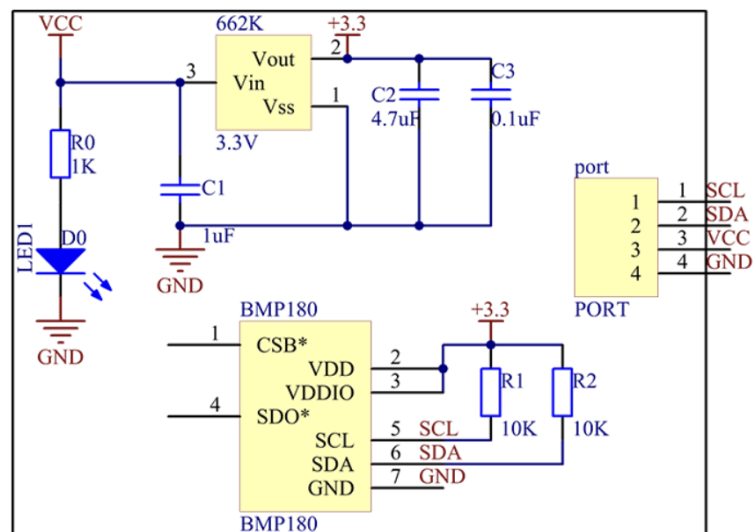 VCC
662K
+3.3
Vout 2
3 Vin
Vss 1
3.3V
C2
4.7uF
C3
0.1uF
R0
1K
C1
1uF
LED1
D0
GND
GND
port
1 1 SCL
2 2 SDA
3 3 VCC
4 4 GND
PORT
BMP180
+3.3
1 CSB*
VDD 2
VDDIO 3
4 SDO*
SCL 5 SCL
SDA 6 SDA
GND 7 GND
R1
10K
R2
10K
BMP180